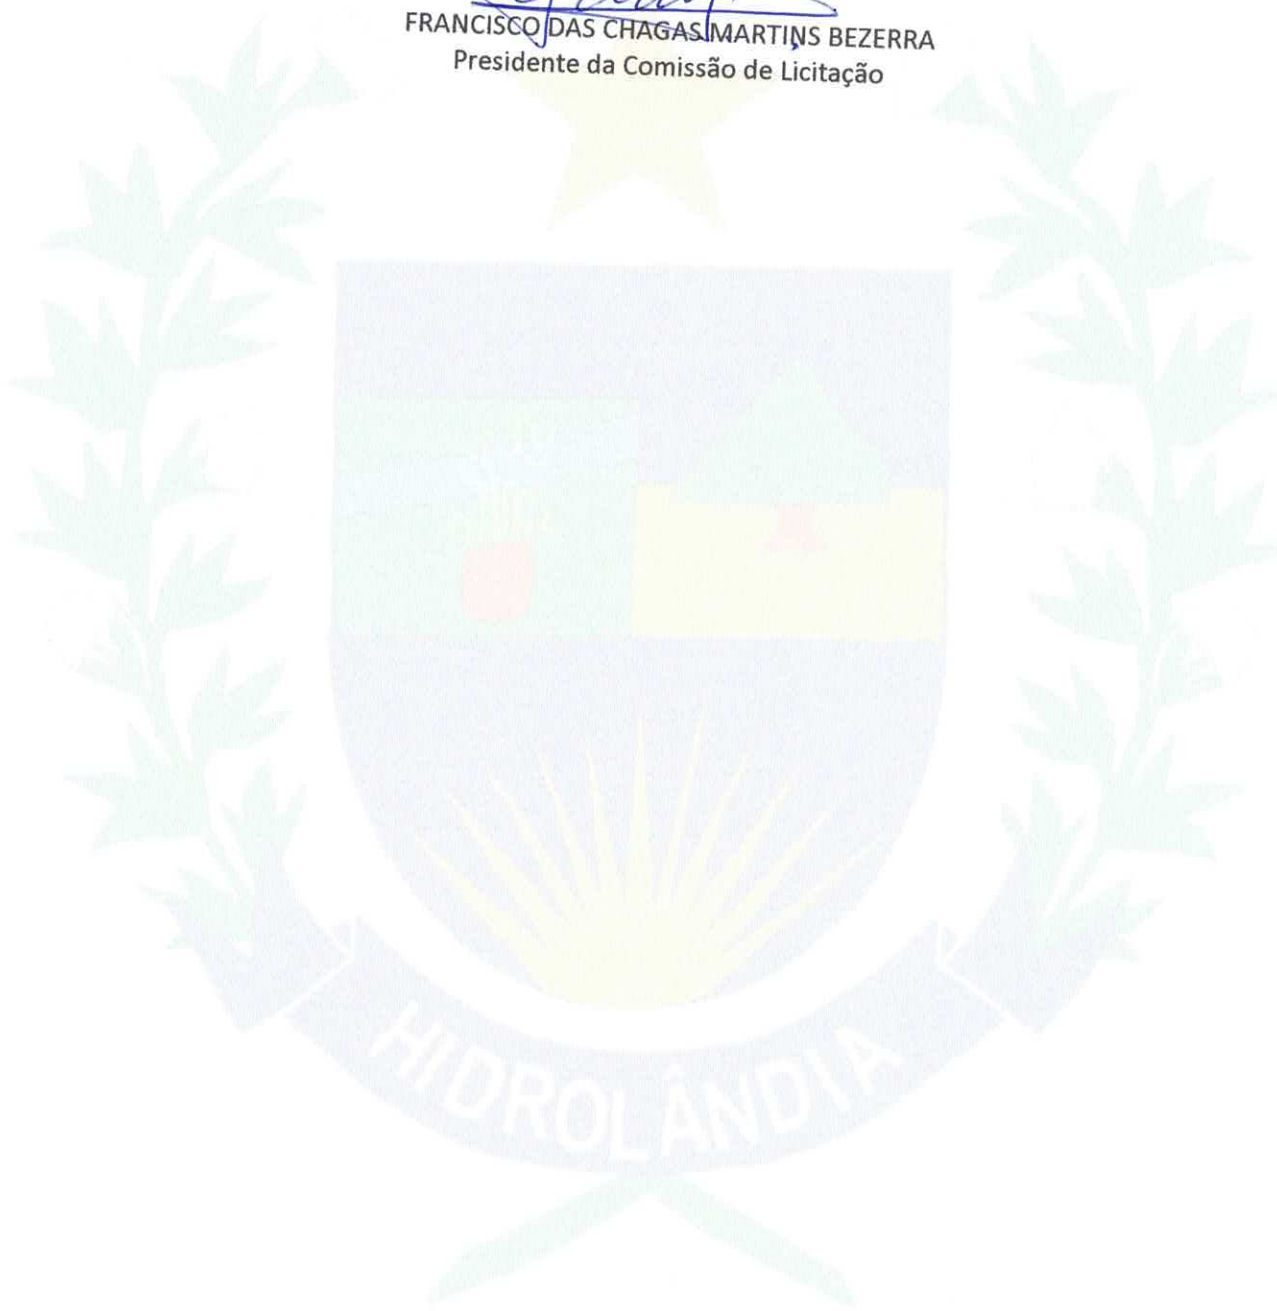 FRANCISCO DAS CHAGAS MARTINS BEZERRA
Presidente da Comissão de Licitação
HIDROLÂNDIA